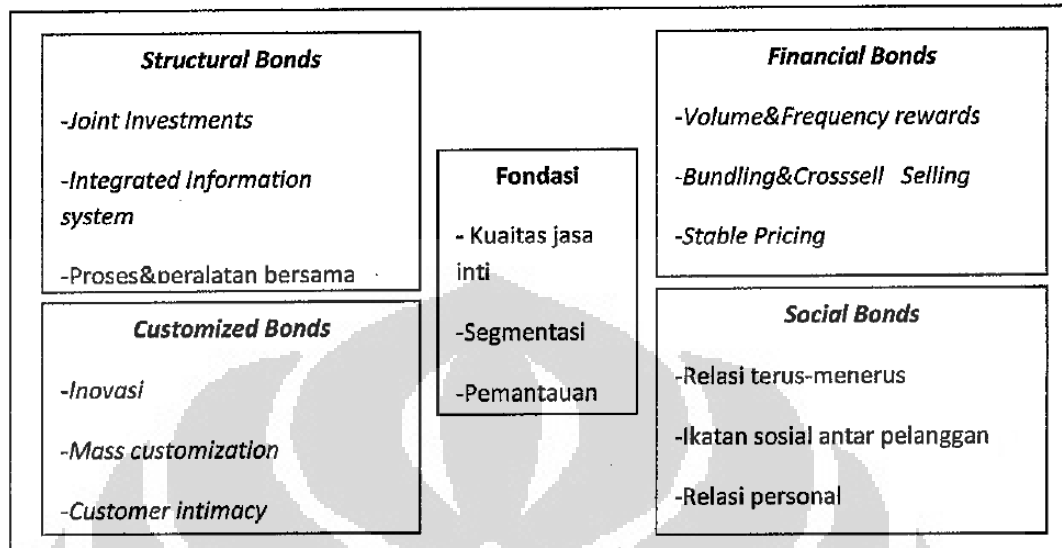 Structural Bonds
-Joint Investments
-Integrated Information
system
-Proses&peralatan bersama
Customized Bonds
-Inovasi
-Mass customization
-Customer intimacy
Fondasi
- Kuaitas jasa
inti
-Segmentasi
-Pemantauan
Financial Bonds
-Volume&Frequency rewards
-Bundling&Crosssell Selling
-Stable Pricing
Social Bonds
-Relasi terus-menerus
-Ikatan sosial antar pelanggan
-Relasi personal